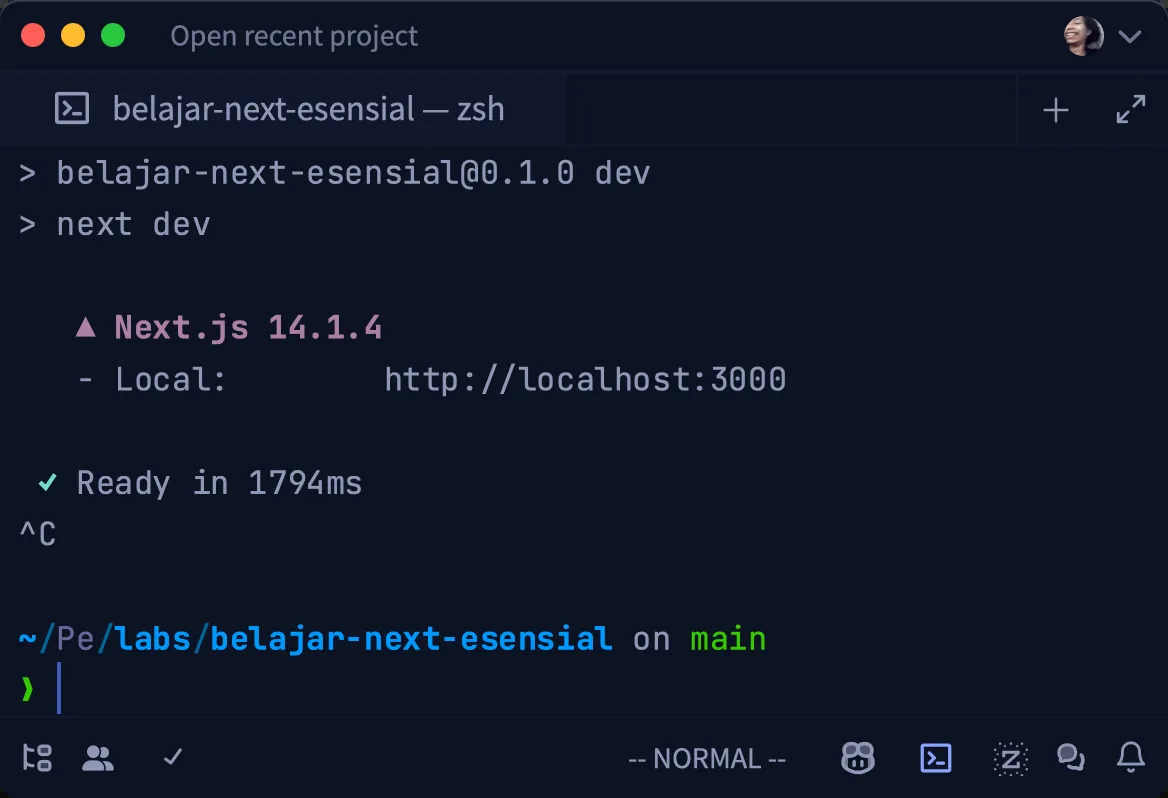 Open recent project
belajar-next-esensial — zsh
> belajar-next-esensial@0.1.0 dev
> next dev
▲ Next.js 14.1.4
- Local: http://localhost:3000
✓ Ready in 1794ms
^C
~/Pe/labs/belajar-next-esensial on main
❯
-- NORMAL --